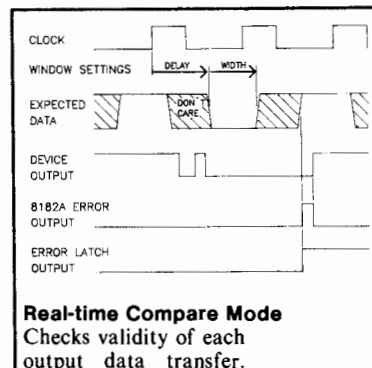 CLOCK
WINDOW SETTINGS
DELAY
WIDTH
EXPECTED
DATA
DON'T
CARE
DEVICE
OUTPUT
8182A ERROR
OUTPUT
ERROR LATCH
OUTPUT
Real-time Compare Mode
Checks validity of each
output data transfer.